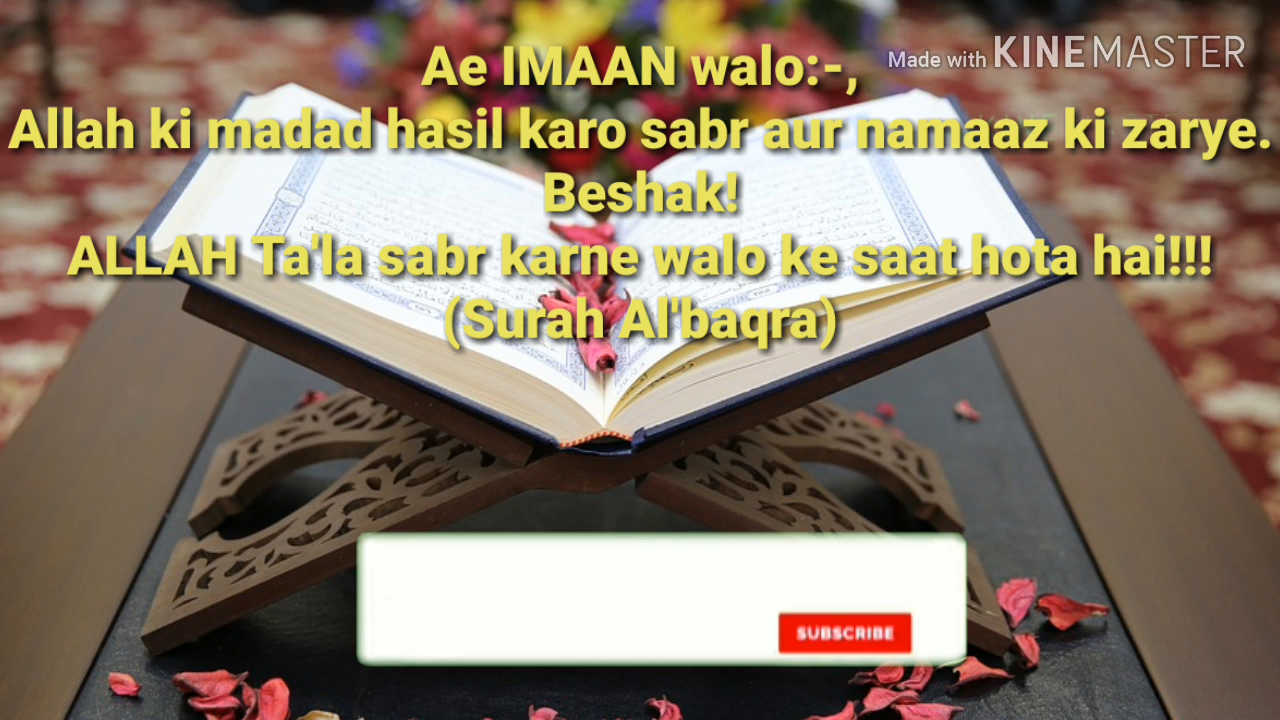 Made with KINEMASTER
Ae IMAAN walo:-,
Allah ki madad hasil karo sabr aur namaaz ki zarye.
Beshak!
ALLAH Ta'la sabr karne walo ke saat hota hai!!!
(Surah Al'baqra)
SUBSCRIBE